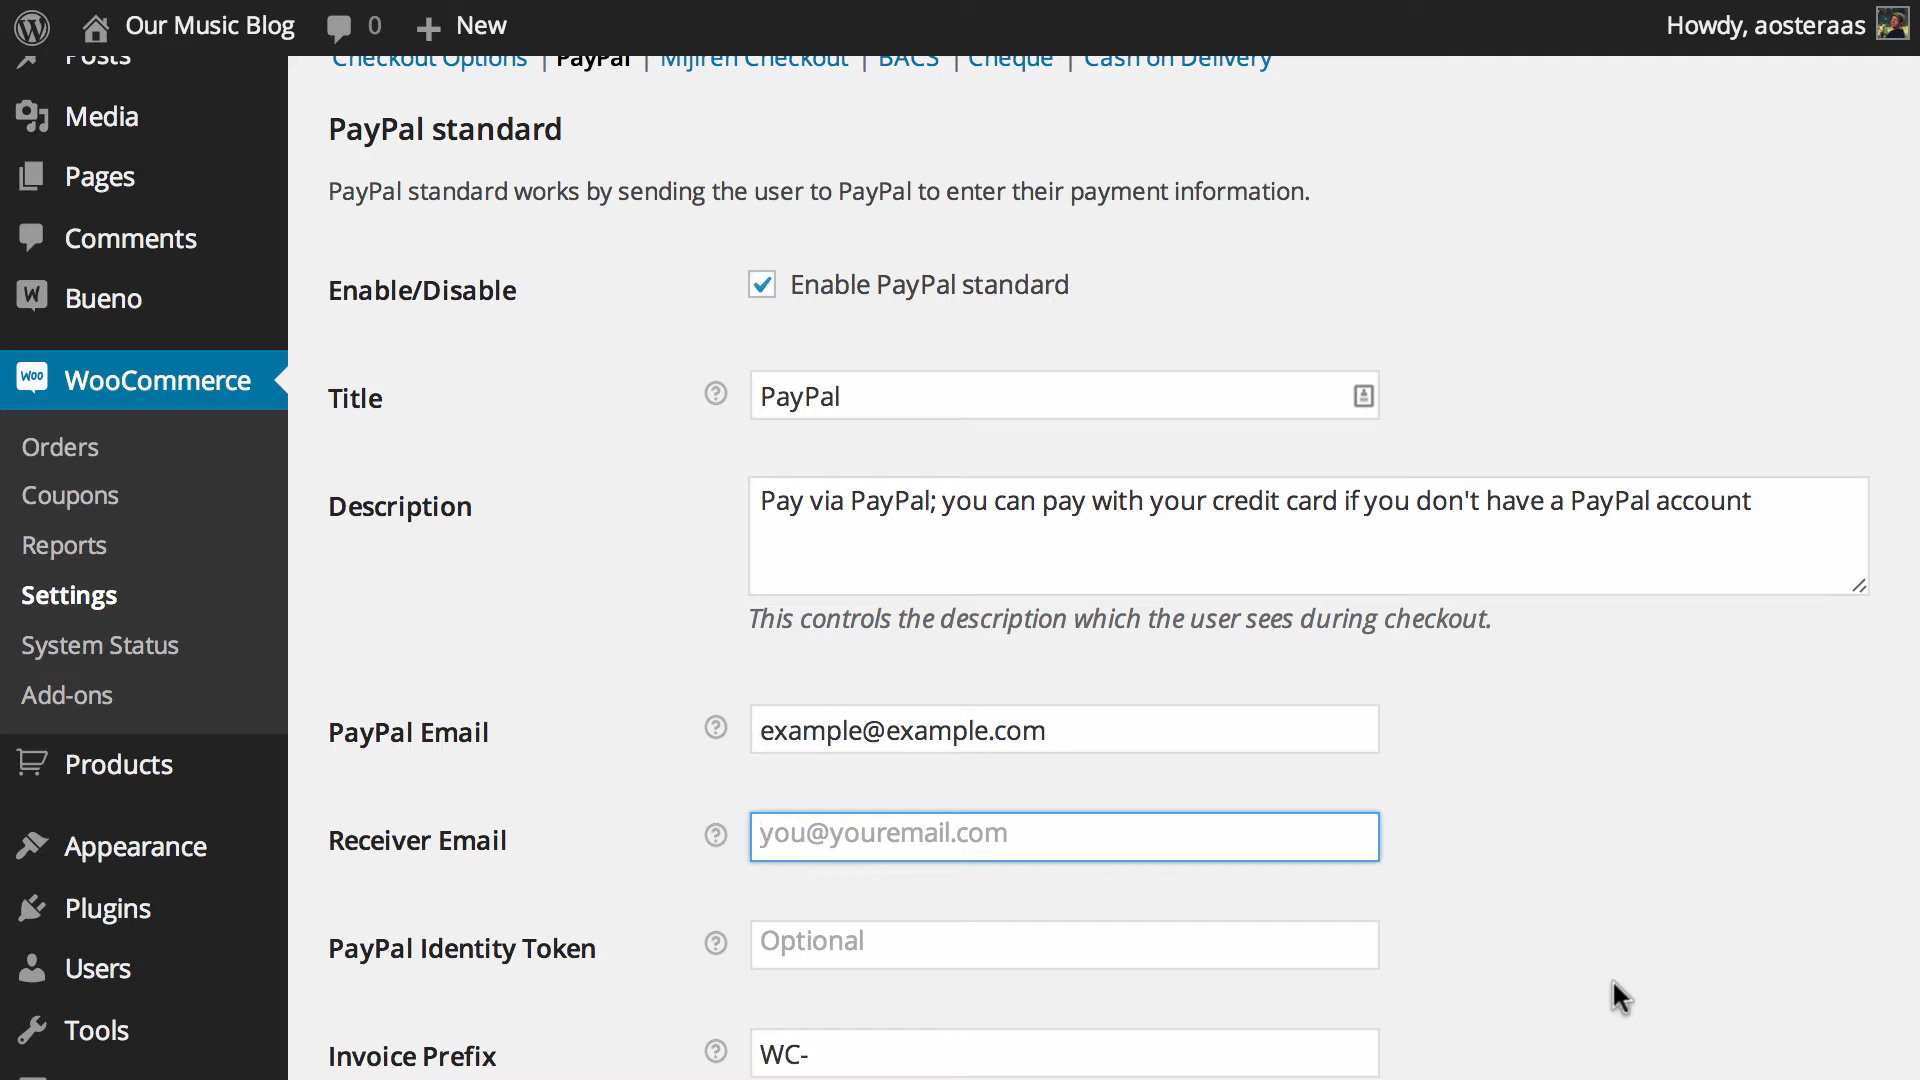 Our Music Blog 0 New Howdy, aosteraas
Posts
Media
Pages
Comments
Bueno
WooCommerce
Orders
Coupons
Reports
Settings
System Status
Add-ons
Products
Appearance
Plugins
Users
Tools
Checkout Options | PayPal | Mijireh Checkout | BACS | Cheque | Cash on Delivery
PayPal standard
PayPal standard works by sending the user to PayPal to enter their payment information.
Enable/Disable Enable PayPal standard
Title PayPal
Description Pay via PayPal; you can pay with your credit card if you don't have a PayPal account
This controls the description which the user sees during checkout.
PayPal Email example@example.com
Receiver Email you@youremail.com
PayPal Identity Token Optional
Invoice Prefix WC-